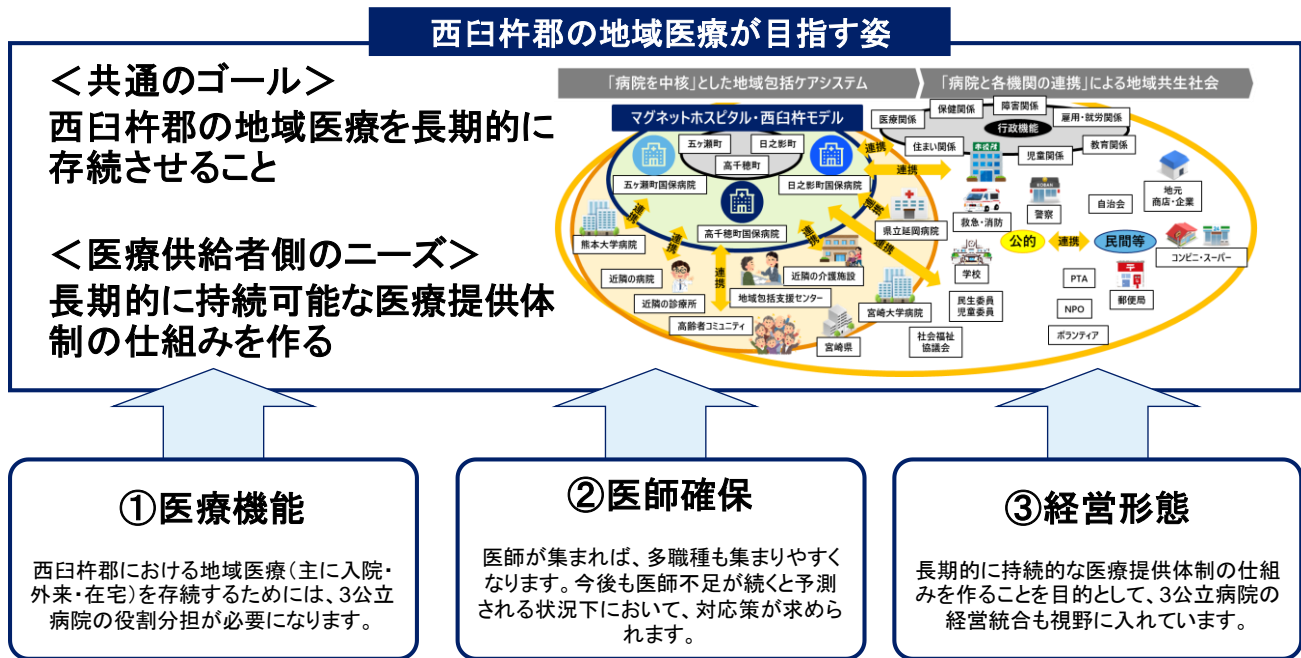 西臼杵郡の地域医療が目指す姿
＜共通のゴール＞
西臼杵郡の地域医療を長期的に
存続させること
＜医療供給者側のニーズ＞
長期的に持続可能な医療提供体
制の仕組みを作る
「病院を中核」とした地域包括ケアシステム
「病院と各機関の連携」による地域共生社会
マグネットホスピタル・西臼杵モデル
五ヶ瀬町
日之影町
高千穂町
五ヶ瀬町国保病院
日之影町国保病院
高千穂町国保病院
連携
連携
連携
連携
連携
連携
熊本大学病院
近隣の病院
近隣の診療所
高齢者コミュニティ
地域包括支援センター
近隣の介護施設
県立延岡病院
宮崎大学病院
宮崎県
医療関係
保健関係
障害関係
雇用・就労関係
行政機能
住まい関係
児童関係
教育関係
市役所
救急・消防
KOBAN
警察
自治会
地元
商店・企業
公的
連携
民間等
コンビニ・スーパー
学校
民生委員
児童委員
社会福祉
協議会
PTA
NPO
ボランティア
郵便局
①医療機能
西臼杵郡における地域医療（主に入院・
外来・在宅）を存続するためには、3公立
病院の役割分担が必要になります。
②医師確保
医師が集まれば、多職種も集まりやすく
なります。今後も医師不足が続くと予測
される状況下において、対応策が求めら
れます。
③経営形態
長期的に持続的な医療提供体制の仕組
みを作ることを目的として、3公立病院の
経営統合も視野に入れています。